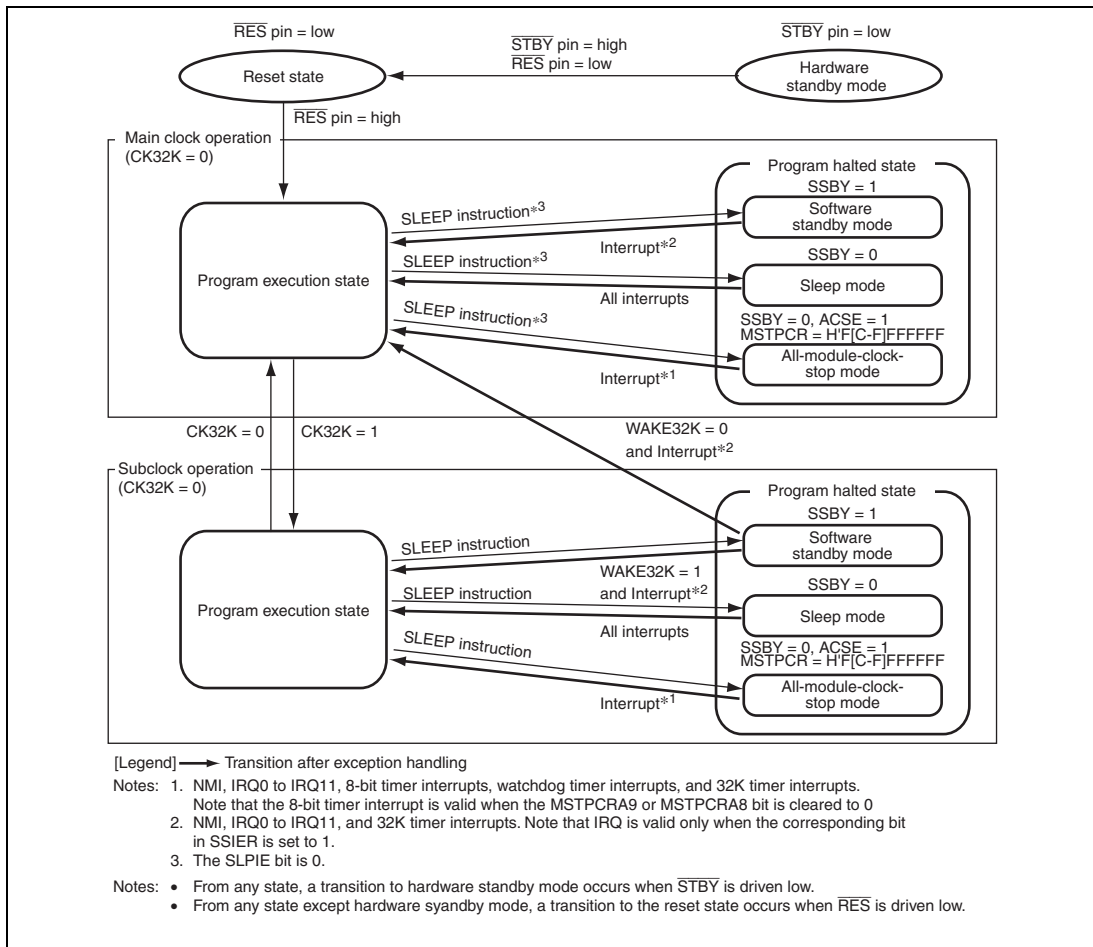 RES pin = low
STBY pin = low
STBY pin = high
RES pin = low
Reset state
Hardware
standby mode
RES pin = high
Main clock operation
(CK32K = 0)
Program halted state
SSBY = 1
SLEEP instruction*3
Software
standby mode
Interrupt*2
SSBY = 0
SLEEP instruction*3
Program execution state
Sleep mode
All interrupts
SSBY = 0, ACSE = 1
MSTPCR = H'F[C-F]FFFFFF
SLEEP instruction*3
All-module-clock-
stop mode
Interrupt*1
CK32K = 0
CK32K = 1
WAKE32K = 0
and Interrupt*2
Subclock operation
(CK32K = 0)
Program halted state
SSBY = 1
SLEEP instruction
Software
standby mode
WAKE32K = 1
and Interrupt*2
SSBY = 0
SLEEP instruction
Program execution state
Sleep mode
All interrupts
SSBY = 0, ACSE = 1
MSTPCR = H'F[C-F]FFFFFF
SLEEP instruction
All-module-clock-
stop mode
Interrupt*1
[Legend] Transition after exception handling
Notes: 1. NMI, IRQ0 to IRQ11, 8-bit timer interrupts, watchdog timer interrupts, and 32K timer interrupts.
Note that the 8-bit timer interrupt is valid when the MSTPCRA9 or MSTPCRA8 bit is cleared to 0
2. NMI, IRQ0 to IRQ11, and 32K timer interrupts. Note that IRQ is valid only when the corresponding bit
in SSIER is set to 1.
3. The SLPIE bit is 0.
Notes: • From any state, a transition to hardware standby mode occurs when STBY is driven low.
• From any state except hardware syandby mode, a transition to the reset state occurs when RES is driven low.